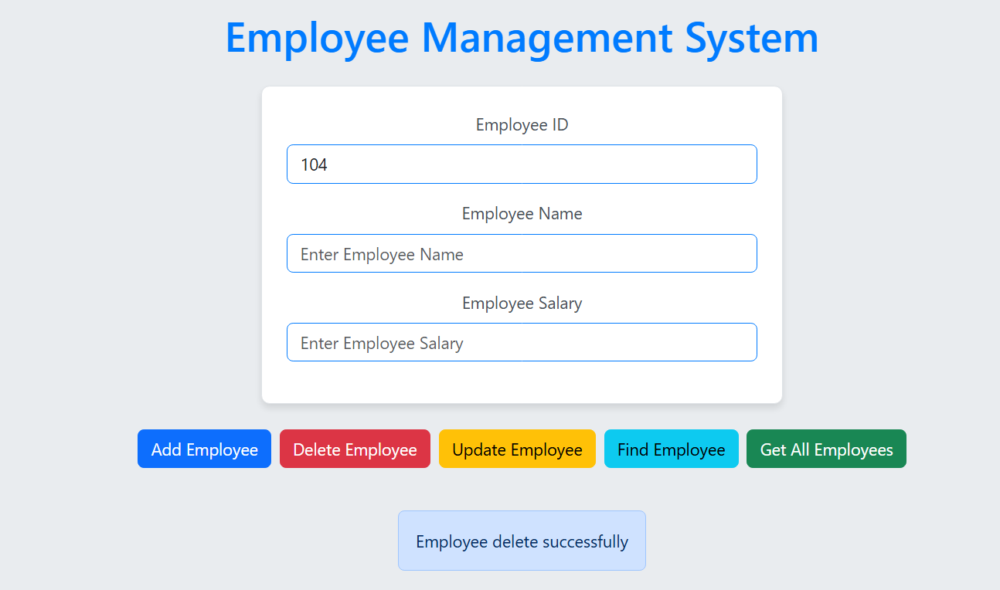 Employee Management System
Employee ID
104
Employee Name
Enter Employee Name
Employee Salary
Enter Employee Salary
Add Employee Delete Employee Update Employee Find Employee Get All Employees
Employee delete successfully